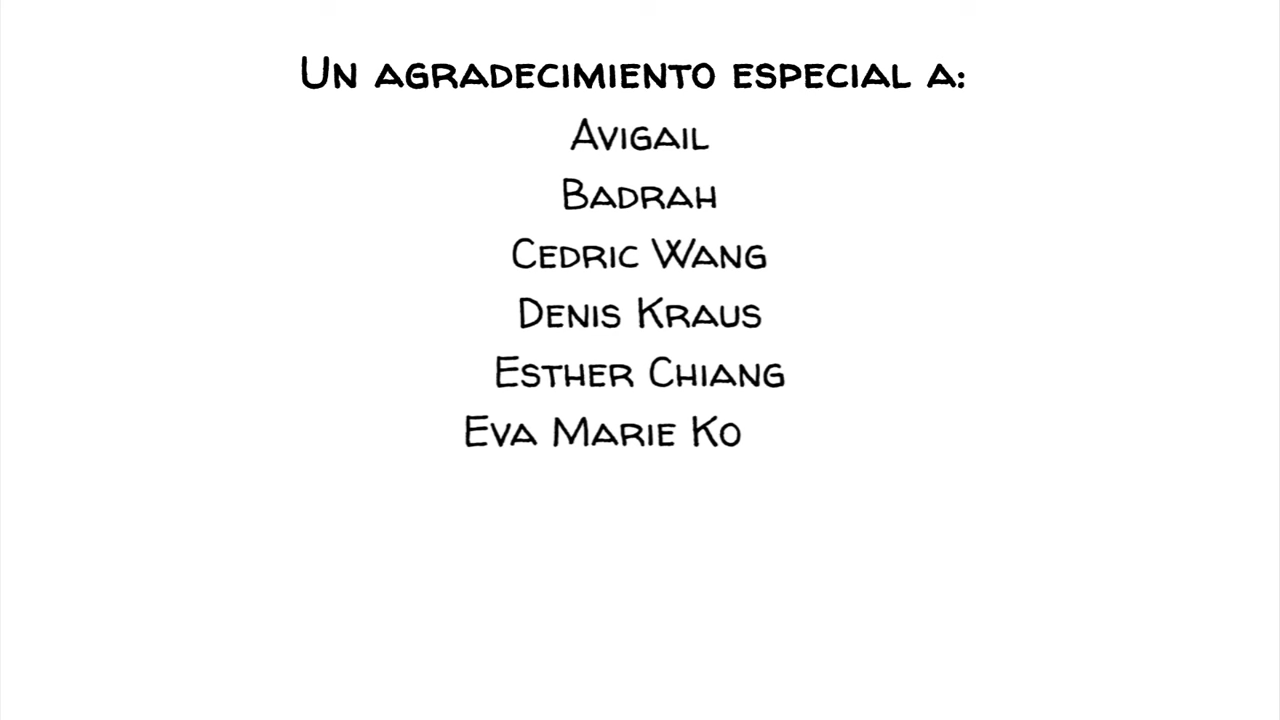 Un agradecimiento especial a:
Avigail
Badrah
Cedric Wang
Denis Kraus
Esther Chiang
Eva Marie Ko